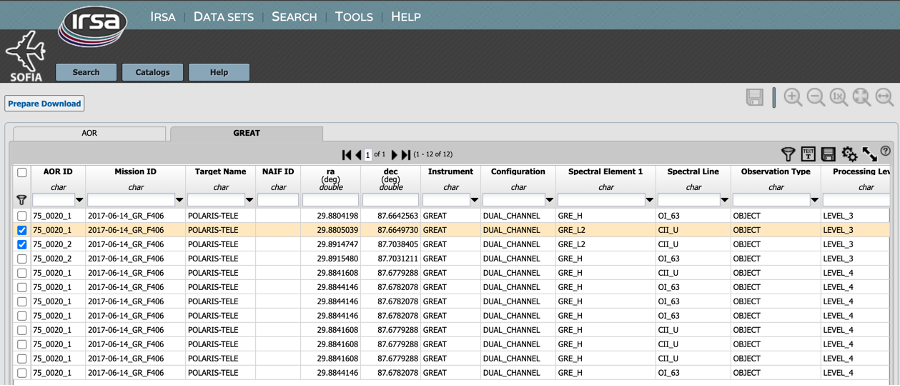 irsa IRSA DATA SETS SEARCH TOOLS HELP
SOFIA Search Catalogs Help
Prepare Download
AOR GREAT
1 of 1 (1 - 12 of 12)
AOR ID Mission ID Target Name NAIF ID ra dec Instrument Configuration Spectral Element 1 Spectral Line Observation Type Processing Lev
(deg) (deg)
char char char char double double char char char char char char
75_0020_1 2017-06-14_GR_F406 POLARIS-TELE 29.8804198 87.6642563 GREAT DUAL_CHANNEL GRE_H OI_63 OBJECT LEVEL_3
75_0020_1 2017-06-14_GR_F406 POLARIS-TELE 29.8805039 87.6649730 GREAT DUAL_CHANNEL GRE_L2 CII_U OBJECT LEVEL_3
75_0020_2 2017-06-14_GR_F406 POLARIS-TELE 29.8914747 87.7038405 GREAT DUAL_CHANNEL GRE_L2 CII_U OBJECT LEVEL_3
75_0020_2 2017-06-14_GR_F406 POLARIS-TELE 29.8915480 87.7031211 GREAT DUAL_CHANNEL GRE_H OI_63 OBJECT LEVEL_3
75_0020_1 2017-06-14_GR_F406 POLARIS-TELE 29.8841608 87.6779288 GREAT DUAL_CHANNEL GRE_H CII_U OBJECT LEVEL_4
75_0020_1 2017-06-14_GR_F406 POLARIS-TELE 29.8844146 87.6782078 GREAT DUAL_CHANNEL GRE_H OI_63 OBJECT LEVEL_4
75_0020_1 2017-06-14_GR_F406 POLARIS-TELE 29.8844146 87.6782078 GREAT DUAL_CHANNEL GRE_H OI_63 OBJECT LEVEL_4
75_0020_1 2017-06-14_GR_F406 POLARIS-TELE 29.8844146 87.6782078 GREAT DUAL_CHANNEL GRE_H OI_63 OBJECT LEVEL_4
75_0020_1 2017-06-14_GR_F406 POLARIS-TELE 29.8841608 87.6779288 GREAT DUAL_CHANNEL GRE_H CII_U OBJECT LEVEL_4
75_0020_1 2017-06-14_GR_F406 POLARIS-TELE 29.8844146 87.6782078 GREAT DUAL_CHANNEL GRE_H OI_63 OBJECT LEVEL_4
75_0020_1 2017-06-14_GR_F406 POLARIS-TELE 29.8841608 87.6779288 GREAT DUAL_CHANNEL GRE_H CII_U OBJECT LEVEL_4
75_0020_1 2017-06-14_GR_F406 POLARIS-TELE 29.8844146 87.6782078 GREAT DUAL_CHANNEL GRE_H OI_63 OBJECT LEVEL_4